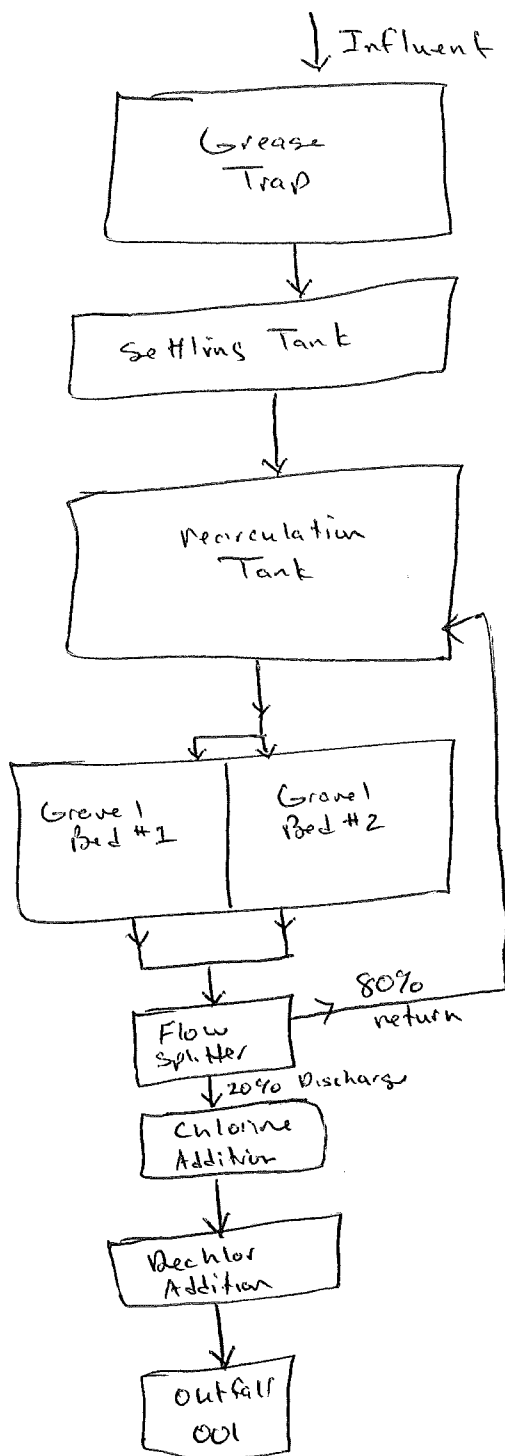 Influent
Grease
Trap
Settling Tank
recirculation
Tank
Gravel
Bed #1
Gravel
Bed #2
80%
return
Flow
Splitter
20% Discharge
Chlorine
Addition
Dechlor
Addition
Outfall
001